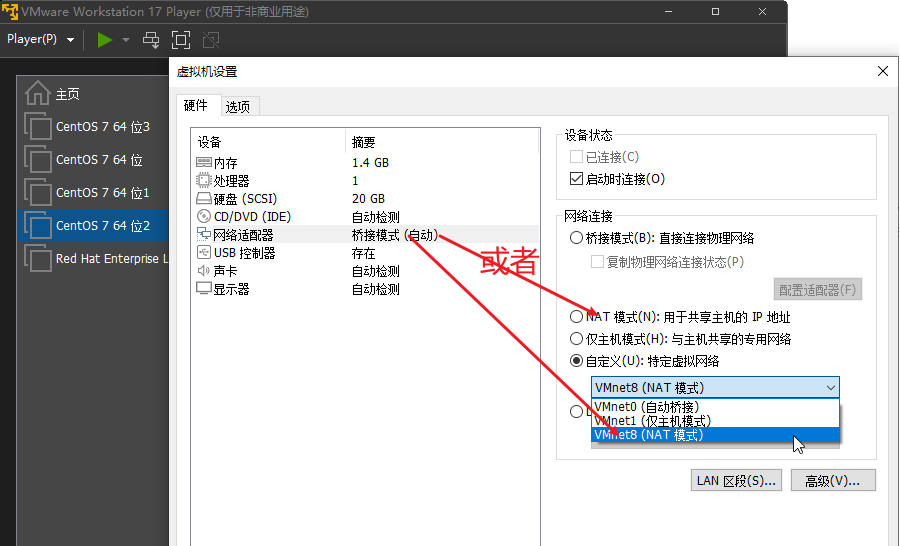 VMware Workstation 17 Player (仅用于非商业用途)
Player(P)
虚拟机设置
硬件 选项
主页
CentOS 7 64 位3
CentOS 7 64 位
CentOS 7 64 位1
CentOS 7 64 位2
Red Hat Enterprise L
设备 摘要
内存 1.4 GB
处理器 1
硬盘 (SCSI) 20 GB
CD/DVD (IDE) 自动检测
网络适配器 桥接模式 (自动)
USB 控制器 存在
声卡 自动检测
显示器 自动检测
或者
设备状态
已连接(C)
启动时连接(O)
网络连接
桥接模式(B): 直接连接物理网络
复制物理网络连接状态(P)
配置适配器(F)
NAT 模式(N): 用于共享主机的 IP 地址
仅主机模式(H): 与主机共享的专用网络
自定义(U): 特定虚拟网络
VMnet8 (NAT 模式)
VMnet0 (自动桥接)
VMnet1 (仅主机模式)
VMnet8 (NAT 模式)
LAN 区段(S)... 高级(V)...